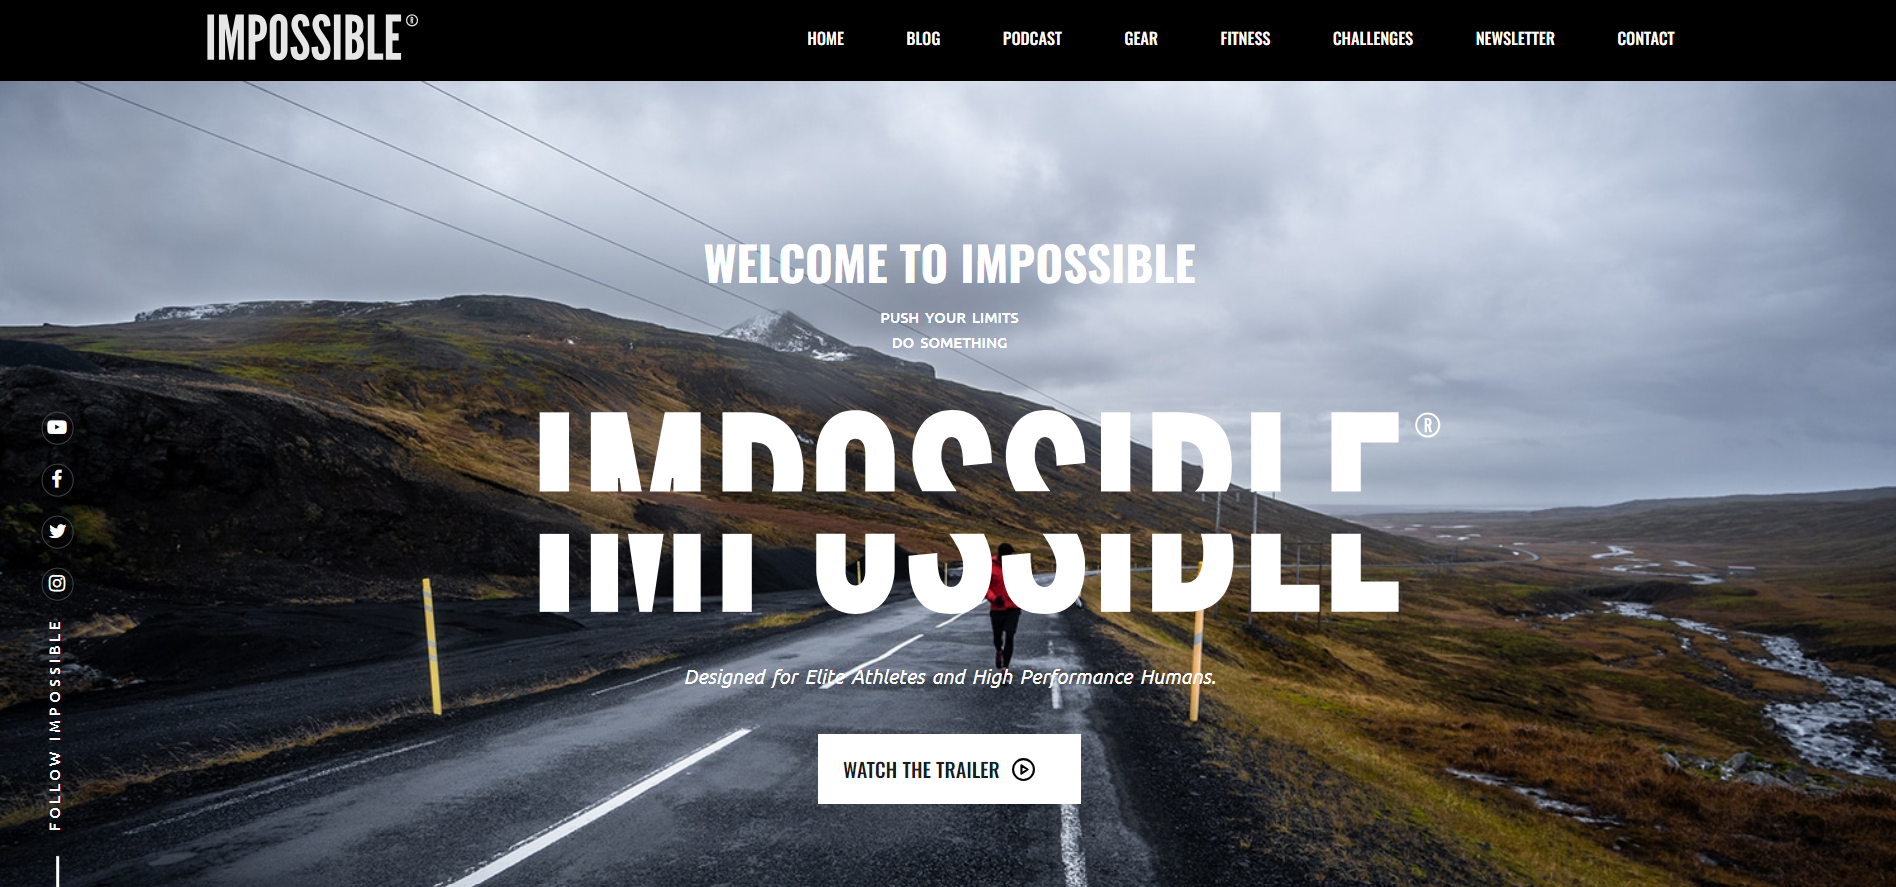 IMPOSSIBLE®
HOME BLOG PODCAST GEAR FITNESS CHALLENGES NEWSLETTER CONTACT
WELCOME TO IMPOSSIBLE
PUSH YOUR LIMITS
DO SOMETHING
IMPOSSIBLE®
Designed for Elite Athletes and High Performance Humans.
WATCH THE TRAILER
FOLLOW IMPOSSIBLE